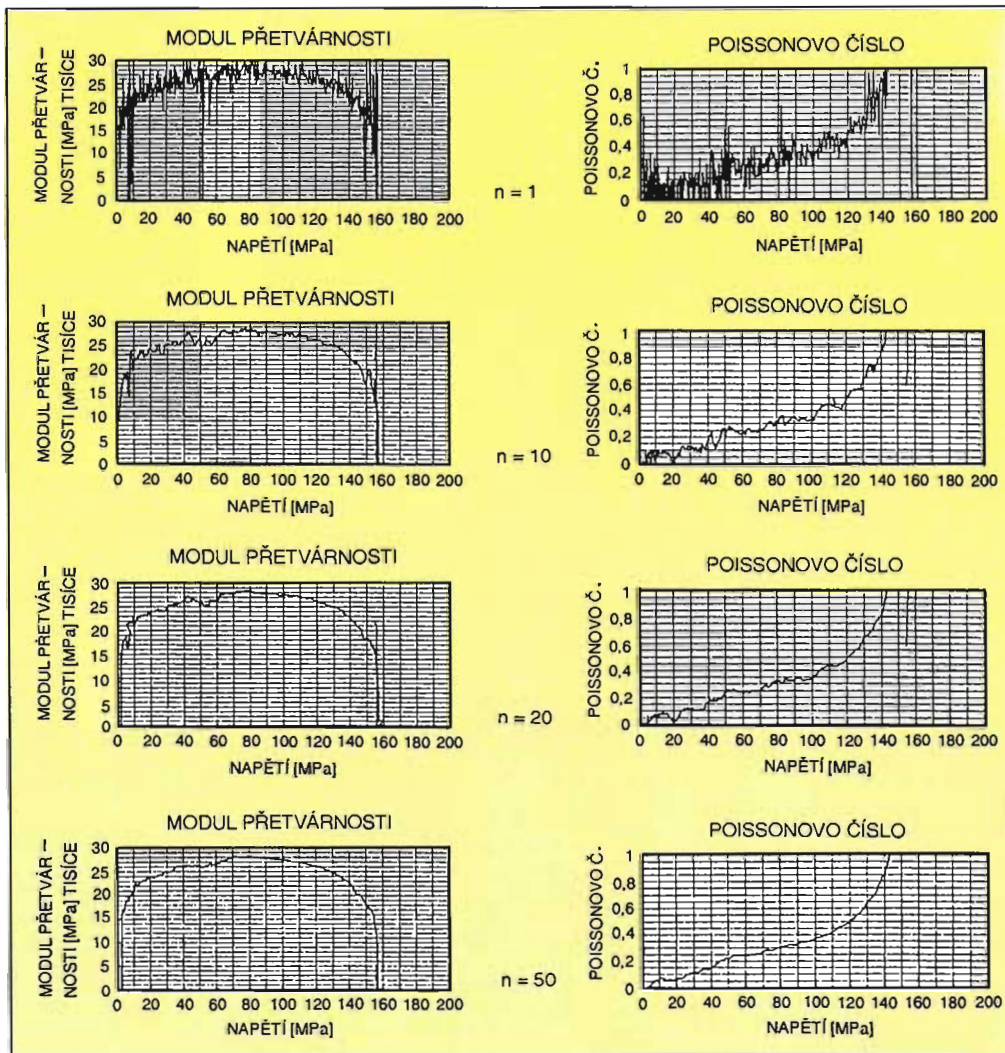 MODUL PŘETVÁRNOSTI
MODUL PŘETVÁR –
NOSTI [MPa] TISÍCE
30
25
20
15
10
5
0
0 20 40 60 80 100 120 140 160 180 200
NAPĚTÍ [MPa]
n = 1
POISSONOVO ČÍSLO
POISSONOVO Č.
1
0,8
0,6
0,4
0,2
0
0 20 40 60 80 100 120 140 160 180 200
NAPĚTÍ [MPa]
MODUL PŘETVÁRNOSTI
MODUL PŘETVÁR –
NOSTI [MPa] TISÍCE
30
25
20
15
10
5
0
0 20 40 60 80 100 120 140 160 180 200
NAPĚTÍ [MPa]
n = 10
POISSONOVO ČÍSLO
POISSONOVO Č.
1
0,8
0,6
0,4
0,2
0
0 20 40 60 80 100 120 140 160 180 200
NAPĚTÍ [MPa]
MODUL PŘETVÁRNOSTI
MODUL PŘETVÁR –
NOSTI [MPa] TISÍCE
30
25
20
15
10
5
0
0 20 40 60 80 100 120 140 160 180 200
NAPĚTÍ [MPa]
n = 20
POISSONOVO ČÍSLO
POISSONOVO Č.
1
0,8
0,6
0,4
0,2
0
0 20 40 60 80 100 120 140 160 180 200
NAPĚTÍ [MPa]
MODUL PŘETVÁRNOSTI
MODUL PŘETVÁR –
NOSTI [MPa] TISÍCE
30
25
20
15
10
5
0
0 20 40 60 80 100 120 140 160 180 200
NAPĚTÍ [MPa]
n = 50
POISSONOVO ČÍSLO
POISSONOVO Č.
1
0,8
0,6
0,4
0,2
0
0 20 40 60 80 100 120 140 160 180 200
NAPĚTÍ [MPa]